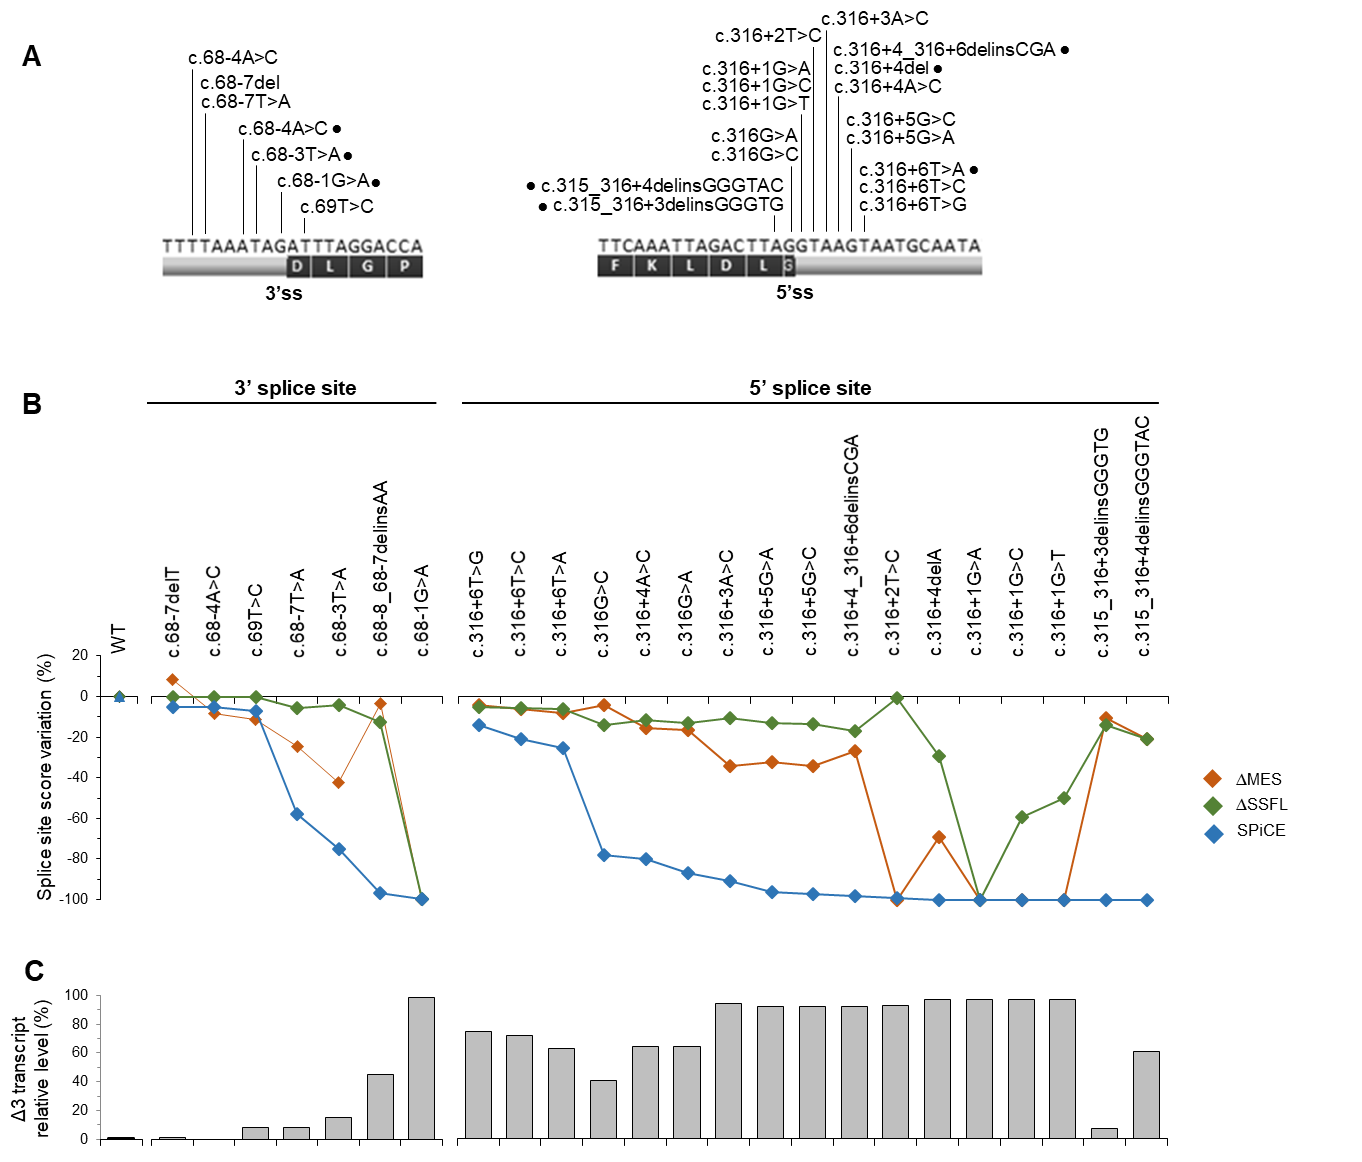 A
c.68-4A>C
c.68-7del
c.68-7T>A
c.68-4A>C ●
c.68-3T>A ●
c.68-1G>A ●
c.69T>C
TTTTAAATAGATTTAGGACCA
D L G P
3’ss
c.316+3A>C
c.316+2T>C
c.316+4_316+6delinsCGA ●
c.316+1G>A
c.316+4del ●
c.316+1G>C
c.316+4A>C
c.316+1G>T
c.316+5G>C
c.316G>A
c.316+5G>A
c.316G>C
c.316+6T>A ●
● c.315_316+4delinsGGGTAC
c.316+6T>C
● c.315_316+3delinsGGGTG
c.316+6T>G
TTCAAATTAGACTTAGGTAAGTAATGCAATA
F K L D L G
5’ss
B
3’ splice site
5’ splice site
WT
c.68-7delT
c.68-4A>C
c.69T>C
c.68-7T>A
c.68-3T>A
c.68-8_68-7delinsAA
c.68-1G>A
c.316+6T>G
c.316+6T>C
c.316+6T>A
c.316G>C
c.316+4A>C
c.316G>A
c.316+3A>C
c.316+5G>A
c.316+5G>C
c.316+4_316+6delinsCGA
c.316+2T>C
c.316+4delA
c.316+1G>A
c.316+1G>C
c.316+1G>T
c.315_316+3delinsGGGTG
c.315_316+4delinsGGGTAC
Splice site score variation (%)
20
0
-20
-40
-60
-80
-100
ΔMES
ΔSSFL
SPiCE
C
Δ3 transcript
relative level (%)
100
80
60
40
20
0